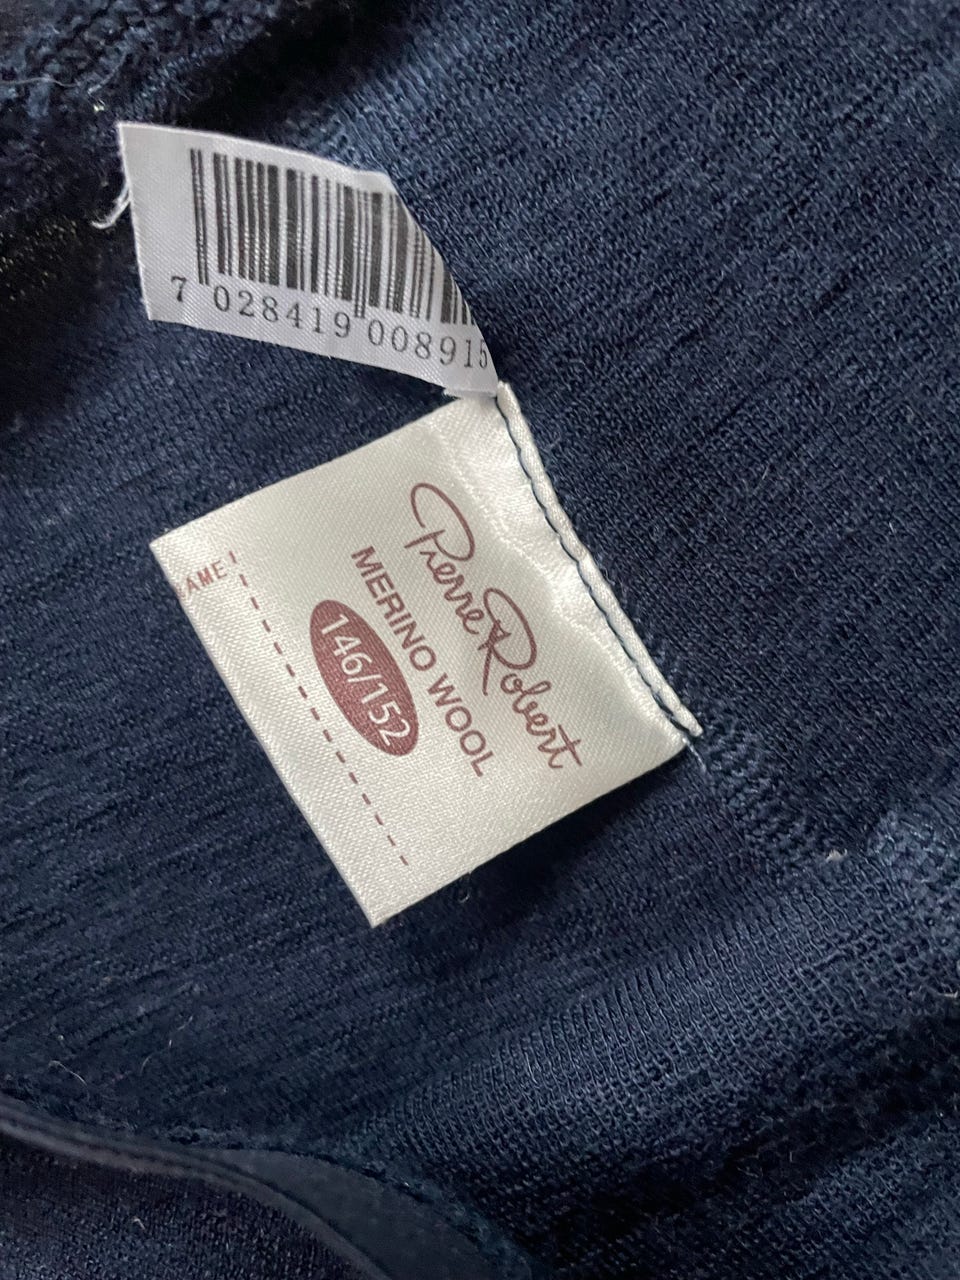 7 028419 008915
Pierre Robert
MERINO WOOL
146/152